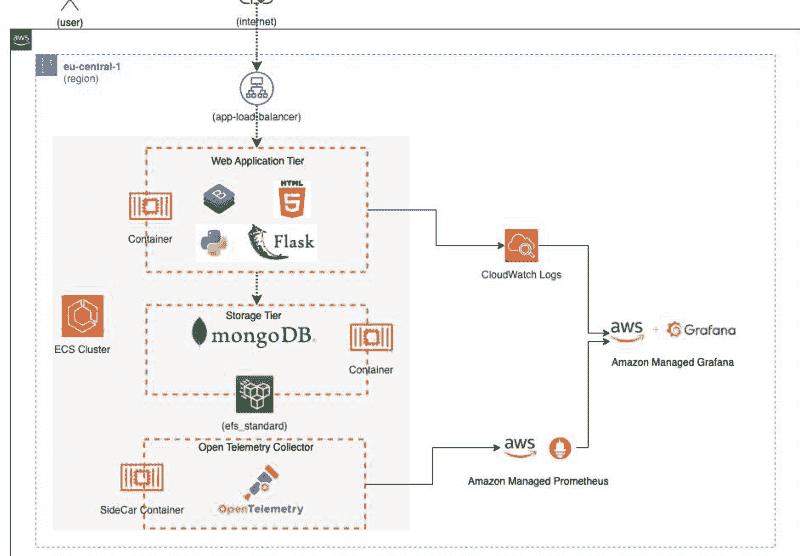 (user)
(internet)
aws
eu-central-1
(region)
(app-load-balancer)
Web Application Tier
HTML
5
Container
Flask
CloudWatch Logs
Storage Tier
mongoDB
ECS Cluster
Container
aws + Grafana
Amazon Managed Grafana
(efs_standard)
Open Telemetry Collector
aws
Amazon Managed Prometheus
SideCar Container
OpenTelemetry